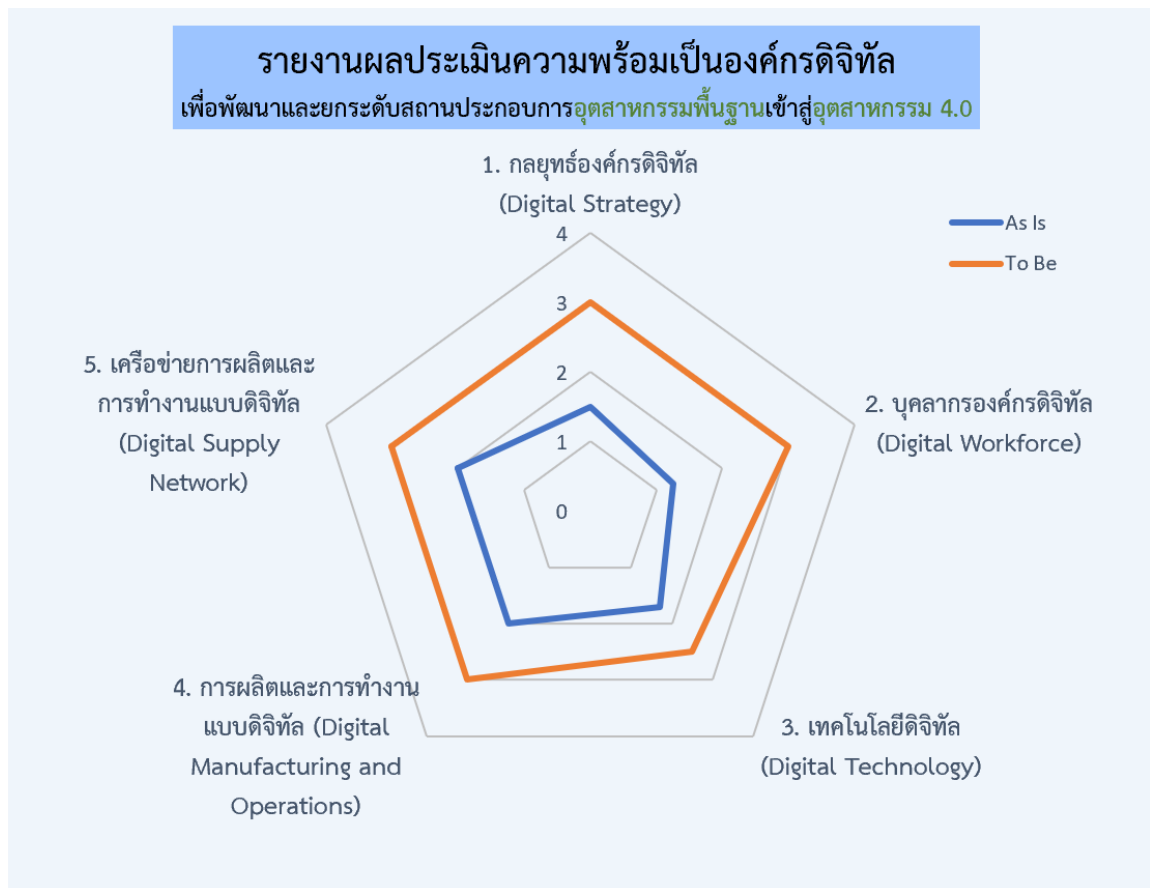 รายงานผลประเมินความพร้อมเป็นองค์กรดิจิทัล
เพื่อพัฒนาและยกระดับสถานประกอบการอุตสาหกรรมพื้นฐานเข้าสู่อุตสาหกรรม 4.0
1. กลยุทธ์องค์กรดิจิทัล
(Digital Strategy)
As Is
To Be
4
3
2
1
0
5. เครือข่ายการผลิตและ
การทำงานแบบดิจิทัล
(Digital Supply
Network)
2. บุคลากรองค์กรดิจิทัล
(Digital Workforce)
4. การผลิตและการทำงาน
แบบดิจิทัล (Digital
Manufacturing and
Operations)
3. เทคโนโลยีดิจิทัล
(Digital Technology)